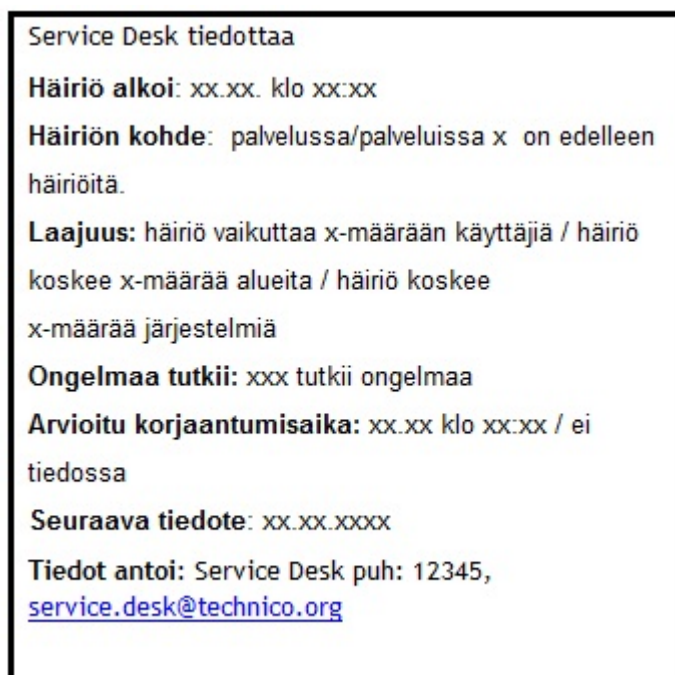 Service Desk tiedottaa
Häiriö alkoi: xx.xx. klo xx:xx
Häiriön kohde:  palvelussa/palveluissa x  on edelleen
häiriöitä.
Laajuus: häiriö vaikuttaa x-määrään käyttäjiä / häiriö
koskee x-määrää alueita / häiriö koskee
x-määrää järjestelmiä
Ongelmaa tutkii: xxx tutkii ongelmaa
Arvioitu korjaantumisaika: xx.xx klo xx:xx / ei
tiedossa
Seuraava tiedote: xx.xx.xxxx
Tiedot antoi: Service Desk puh: 12345,
service.desk@technico.org